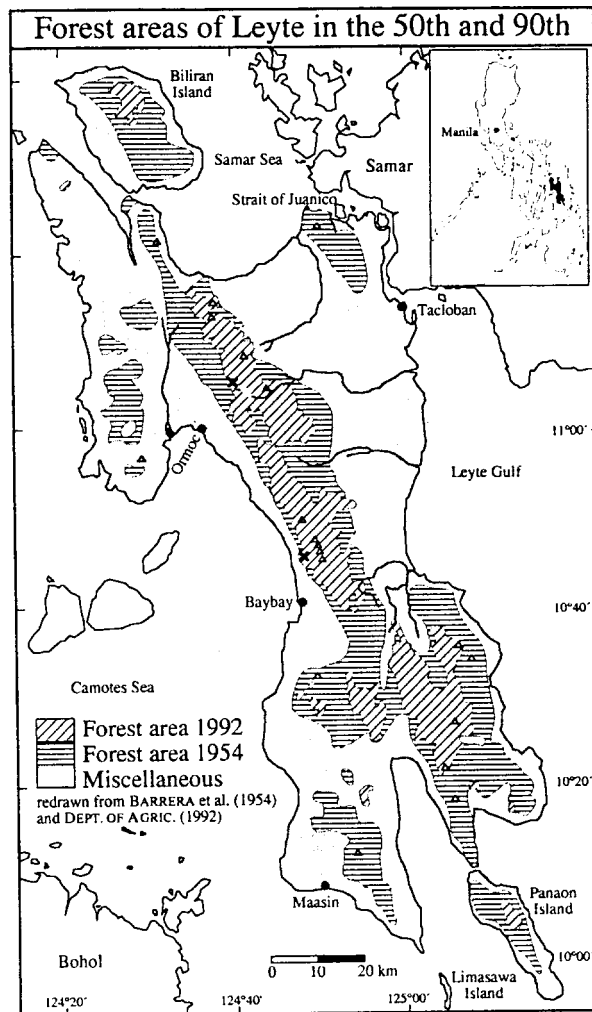 Forest areas of Leyte in the 50th and 90th
Biliran
Island
Samar Sea
Samar
Manila
Strait of Juanico
Tacloban
Ormoc
11°00'
Leyte Gulf
Baybay
10°40'
Camotes Sea
Forest area 1992
Forest area 1954
Miscellaneous
redrawn from BARRERA et al. (1954)
and DEPT. OF AGRIC. (1992)
10°20'
Maasin
Panaon
Island
Bohol
0 10 20 km
Limasawa
Island
10°00'
124°20'
124°40'
125°00'